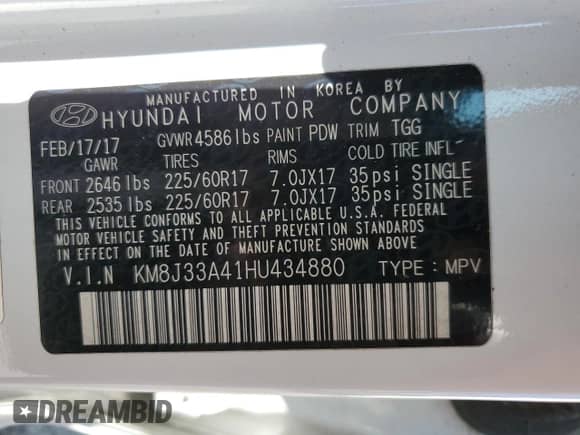 MANUFACTURED IN KOREA BY
HYUNDAI MOTOR COMPANY
FEB/17/17 GVWR 4586 lbs PAINT PDW TRIM TGG
GAWR TIRES RIMS COLD TIRE INFL
FRONT 2646 lbs 225/60R17 7.0JX17 35psi SINGLE
REAR 2535 lbs 225/60R17 7.0JX17 35psi SINGLE
THIS VEHICLE CONFORMS TO ALL APPLICABLE U.S.A. FEDERAL
MOTOR VEHICLE SAFETY AND THEFT PREVENTION STANDARDS
IN EFFECT ON THE DATE OF MANUFACTURE SHOWN ABOVE
V.I.N KM8J33A41HU434880 TYPE: MPV
DREAMBID